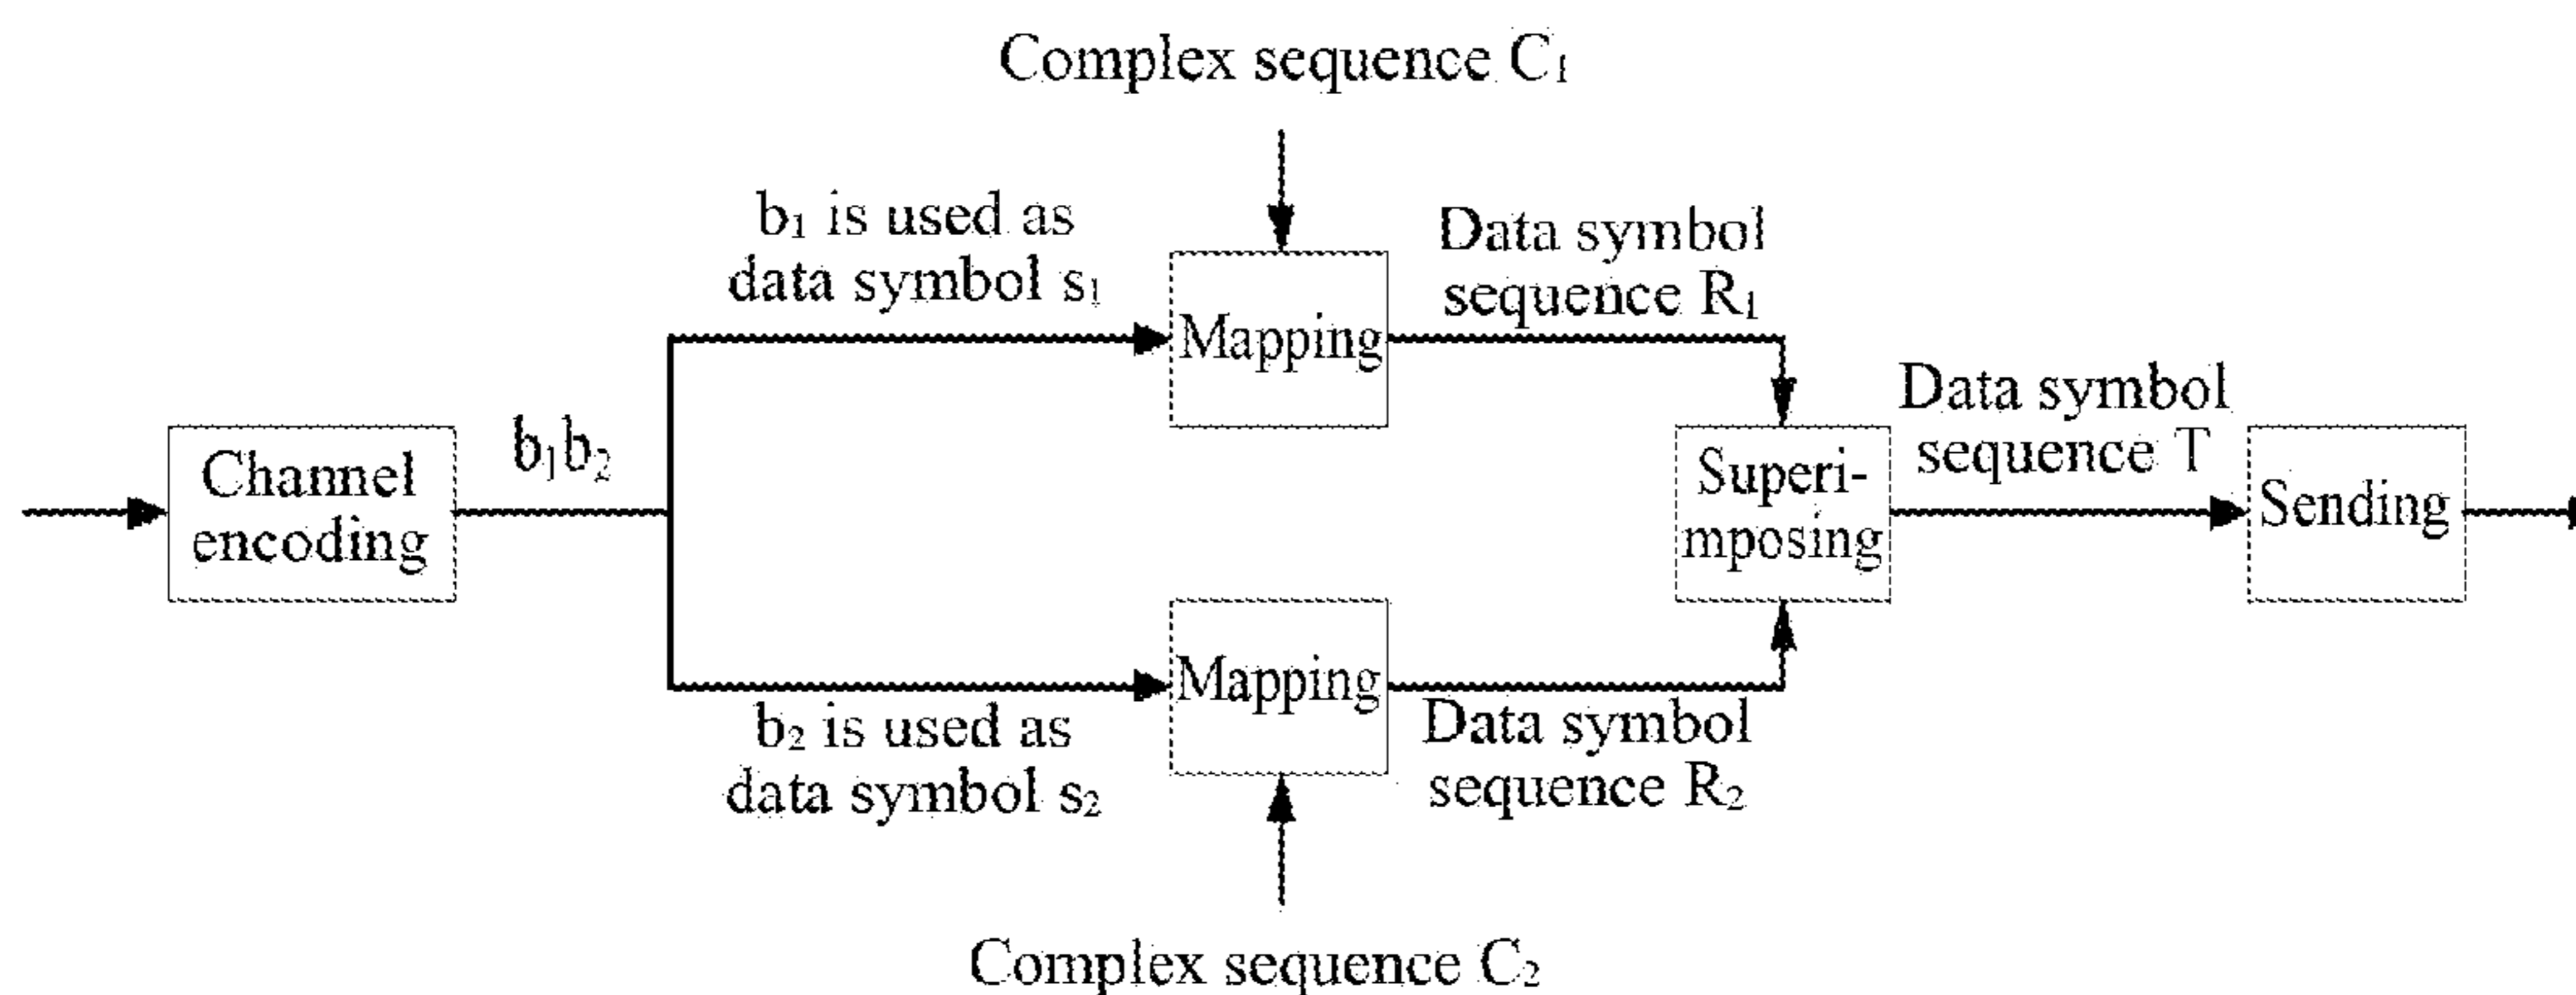 Complex sequence C₁
b₁ is used as
data symbol s₁
Data symbol
sequence R₁
Mapping
Channel
encoding
b₁b₂
Superi-
mposing
Data symbol
sequence T
Sending
Mapping
b₂ is used as
data symbol s₂
Data symbol
sequence R₂
Complex sequence C₂